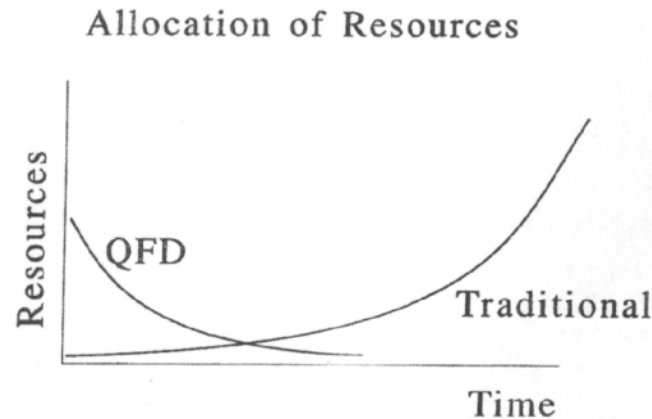 Allocation of Resources
Resources
QFD
Traditional
Time